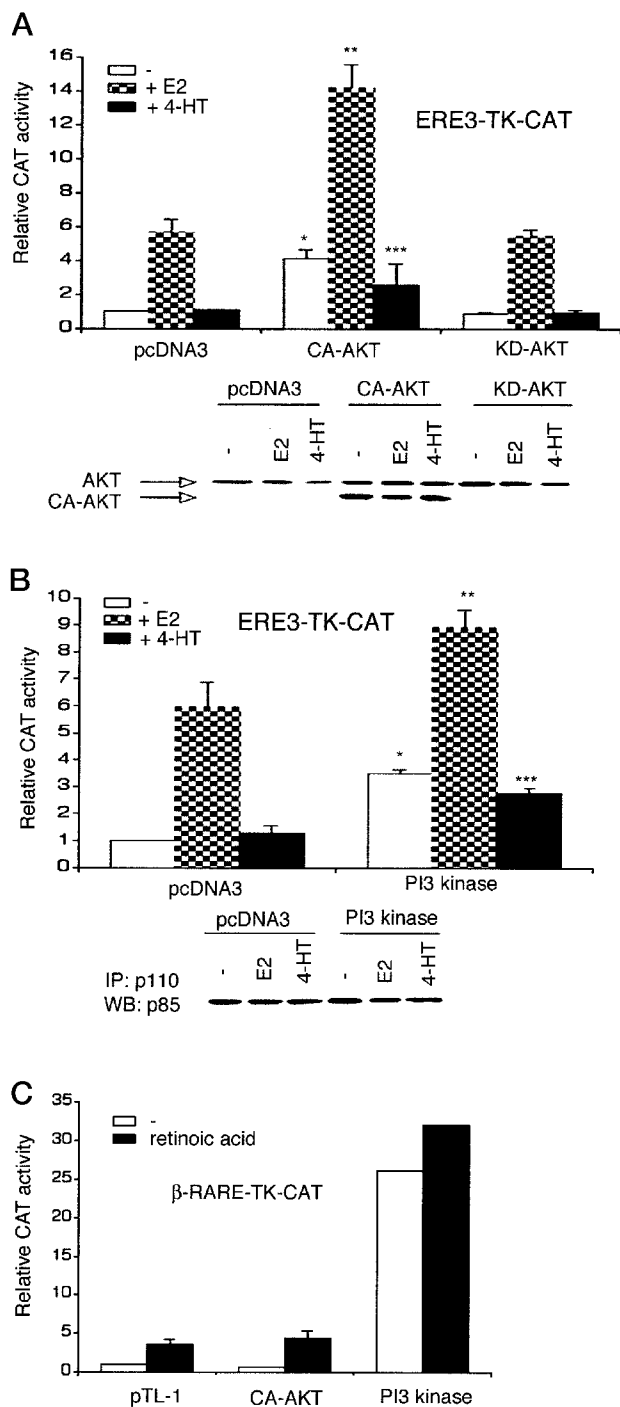 A
Relative CAT activity
16
14
12
10
8
6
4
2
0
-
+ E2
+ 4-HT
ERE3-TK-CAT
*
**
***
pcDNA3 CA-AKT KD-AKT
pcDNA3 CA-AKT KD-AKT
- E2 4-HT - E2 4-HT - E2 4-HT
AKT
CA-AKT
B
Relative CAT activity
10
9
8
7
6
5
4
3
2
1
0
-
+ E2
+ 4-HT
ERE3-TK-CAT
*
**
***
pcDNA3 PI3 kinase
pcDNA3 PI3 kinase
- E2 4-HT - E2 4-HT
IP: p110
WB: p85
C
Relative CAT activity
35
30
25
20
15
10
5
0
-
retinoic acid
β-RARE-TK-CAT
pTL-1 CA-AKT PI3 kinase